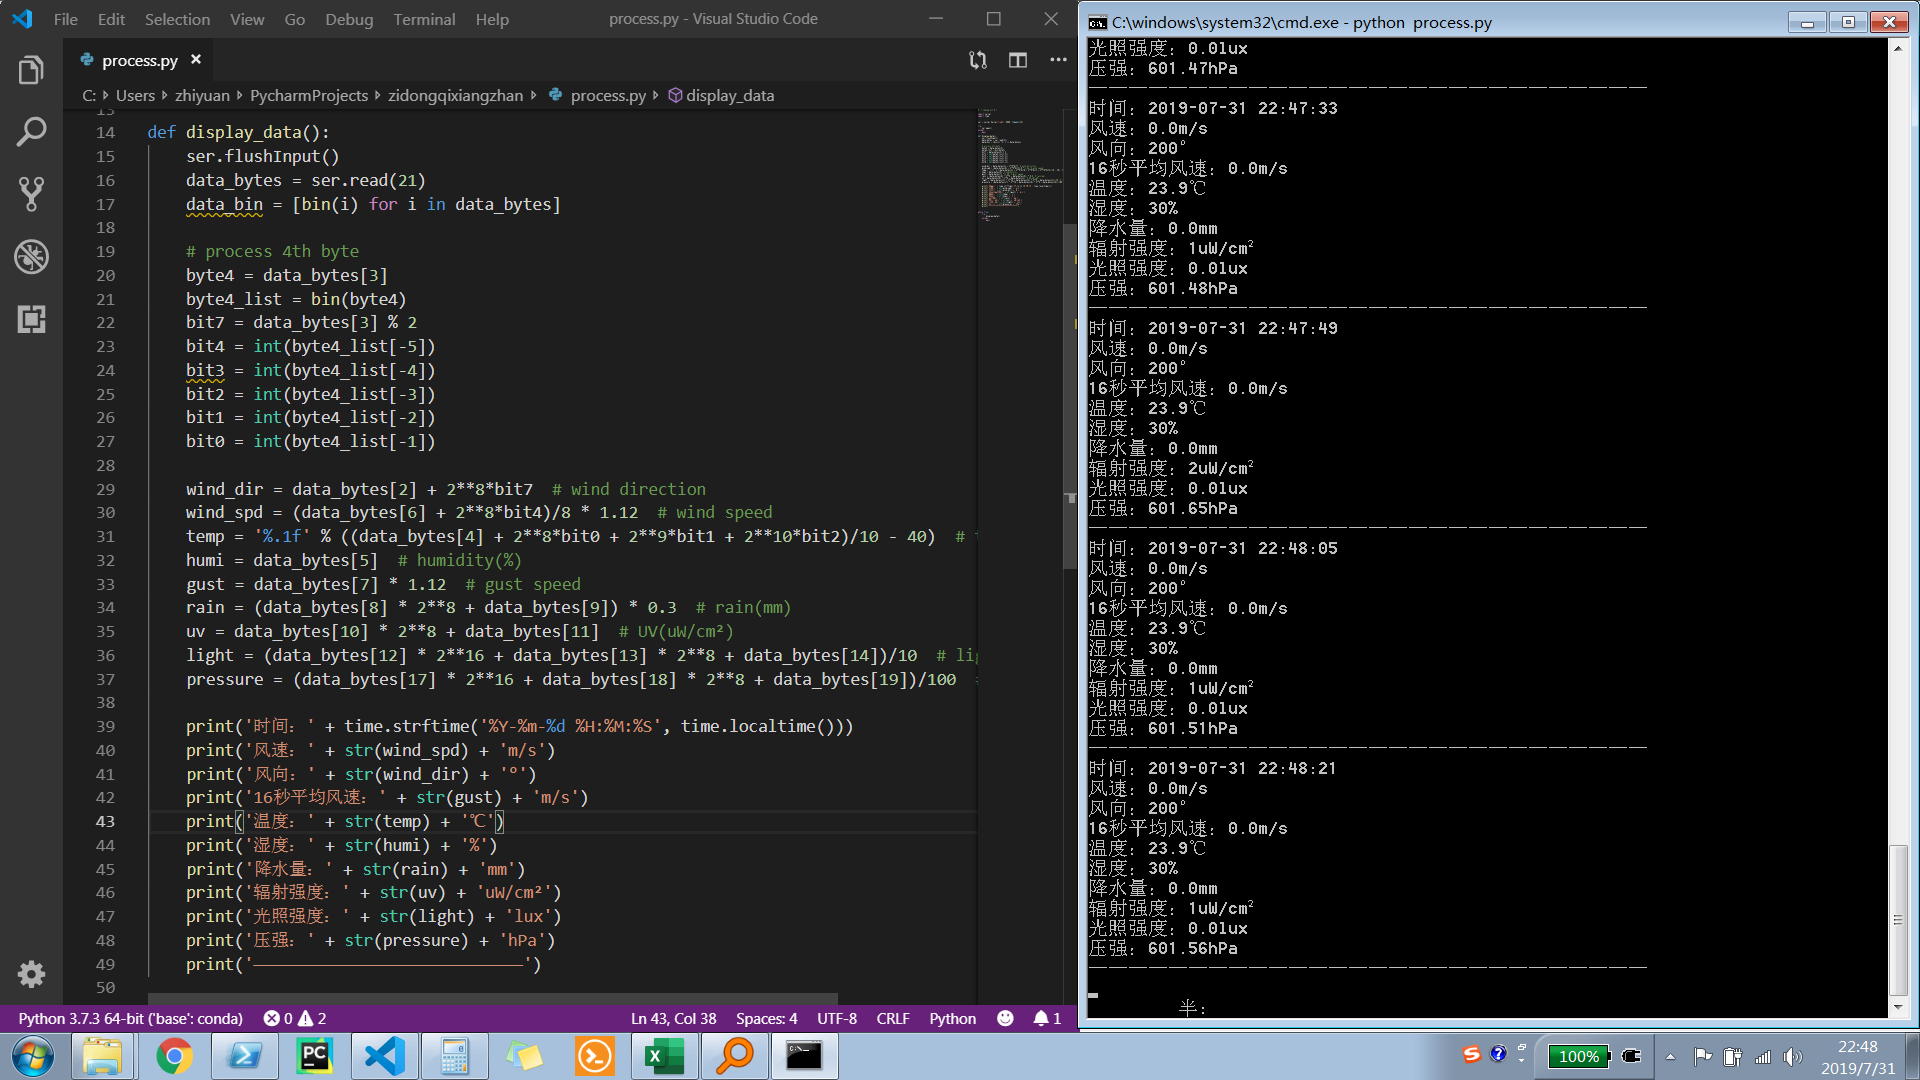 File Edit Selection View Go Debug Terminal Help process.py - Visual Studio Code
process.py ×
C: › Users › zhiyuan › PycharmProjects › zidongqixiangzhan › process.py › display_data
13
14 def display_data():
15 ser.flushInput()
16 data_bytes = ser.read(21)
17 data_bin = [bin(i) for i in data_bytes]
18
19 # process 4th byte
20 byte4 = data_bytes[3]
21 byte4_list = bin(byte4)
22 bit7 = data_bytes[3] % 2
23 bit4 = int(byte4_list[-5])
24 bit3 = int(byte4_list[-4])
25 bit2 = int(byte4_list[-3])
26 bit1 = int(byte4_list[-2])
27 bit0 = int(byte4_list[-1])
28
29 wind_dir = data_bytes[2] + 2**8*bit7 # wind direction
30 wind_spd = (data_bytes[6] + 2**8*bit4)/8 * 1.12 # wind speed
31 temp = '%.1f' % ((data_bytes[4] + 2**8*bit0 + 2**9*bit1 + 2**10*bit2)/10 - 40) #
32 humi = data_bytes[5] # humidity(%)
33 gust = data_bytes[7] * 1.12 # gust speed
34 rain = (data_bytes[8] * 2**8 + data_bytes[9]) * 0.3 # rain(mm)
35 uv = data_bytes[10] * 2**8 + data_bytes[11] # UV(uW/cm²)
36 light = (data_bytes[12] * 2**16 + data_bytes[13] * 2**8 + data_bytes[14])/10 # li
37 pressure = (data_bytes[17] * 2**16 + data_bytes[18] * 2**8 + data_bytes[19])/100
38
39 print('时间：' + time.strftime('%Y-%m-%d %H:%M:%S', time.localtime()))
40 print('风速：' + str(wind_spd) + 'm/s')
41 print('风向：' + str(wind_dir) + '°')
42 print('16秒平均风速：' + str(gust) + 'm/s')
43 print('温度：' + str(temp) + '℃')
44 print('湿度：' + str(humi) + '%')
45 print('降水量：' + str(rain) + 'mm')
46 print('辐射强度：' + str(uv) + 'uW/cm²')
47 print('光照强度：' + str(light) + 'lux')
48 print('压强：' + str(pressure) + 'hPa')
49 print('————————————————————————————')
50
Python 3.7.3 64-bit ('base': conda) 0 2 Ln 43, Col 38 Spaces: 4 UTF-8 CRLF Python 1
C:\windows\system32\cmd.exe - python process.py
光照强度：0.0lux
压强：601.47hPa
————————————————————————————
时间：2019-07-31 22:47:33
风速：0.0m/s
风向：200°
16秒平均风速：0.0m/s
温度：23.9℃
湿度：30%
降水量：0.0mm
辐射强度：1uW/cm²
光照强度：0.0lux
压强：601.48hPa
————————————————————————————
时间：2019-07-31 22:47:49
风速：0.0m/s
风向：200°
16秒平均风速：0.0m/s
温度：23.9℃
湿度：30%
降水量：0.0mm
辐射强度：2uW/cm²
光照强度：0.0lux
压强：601.65hPa
————————————————————————————
时间：2019-07-31 22:48:05
风速：0.0m/s
风向：200°
16秒平均风速：0.0m/s
温度：23.9℃
湿度：30%
降水量：0.0mm
辐射强度：1uW/cm²
光照强度：0.0lux
压强：601.51hPa
————————————————————————————
时间：2019-07-31 22:48:21
风速：0.0m/s
风向：200°
16秒平均风速：0.0m/s
温度：23.9℃
湿度：30%
降水量：0.0mm
辐射强度：1uW/cm²
光照强度：0.0lux
压强：601.56hPa
————————————————————————————
半：
PC
100%
22:48
2019/7/31